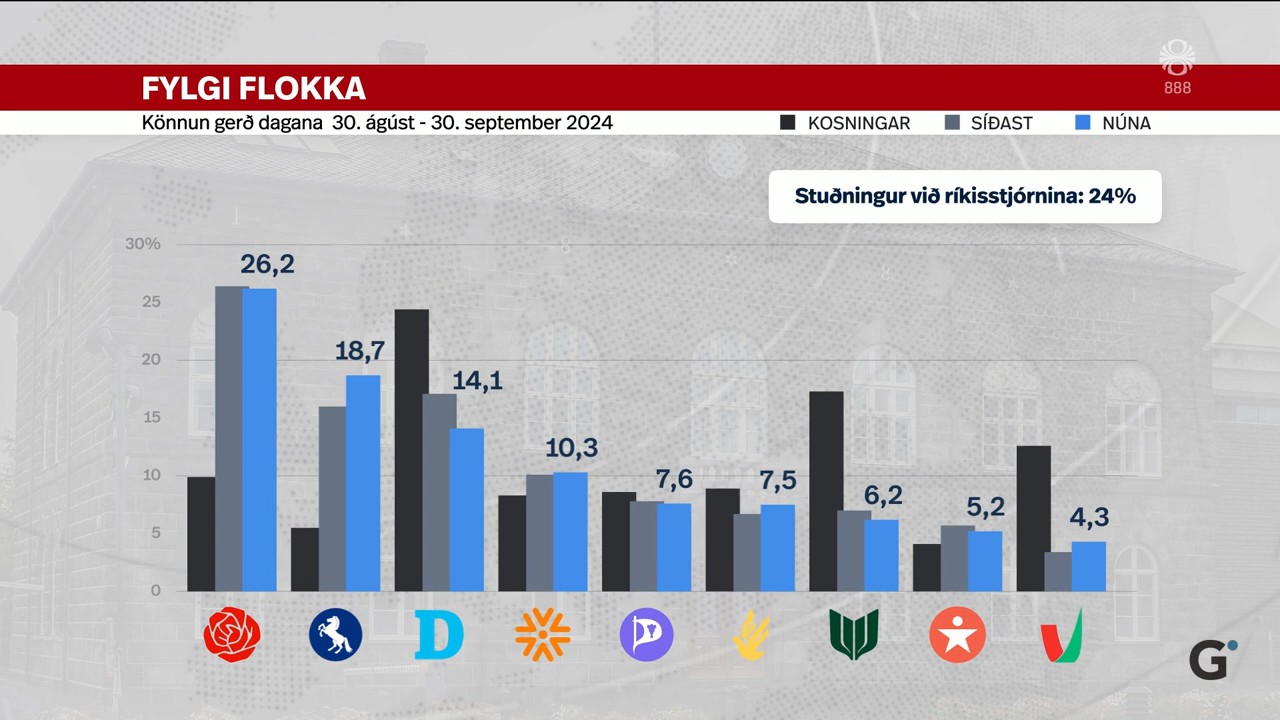 FYLGI FLOKKA
888
Könnun gerð dagana 30. ágúst - 30. september 2024
KOSNINGAR SÍÐAST NÚNA
Stuðningur við ríkisstjórnina: 24%
30%
26,2
25
18,7
20
14,1
15
10,3
10
7,6
7,5
6,2
5,2
4,3
5
0
D
G